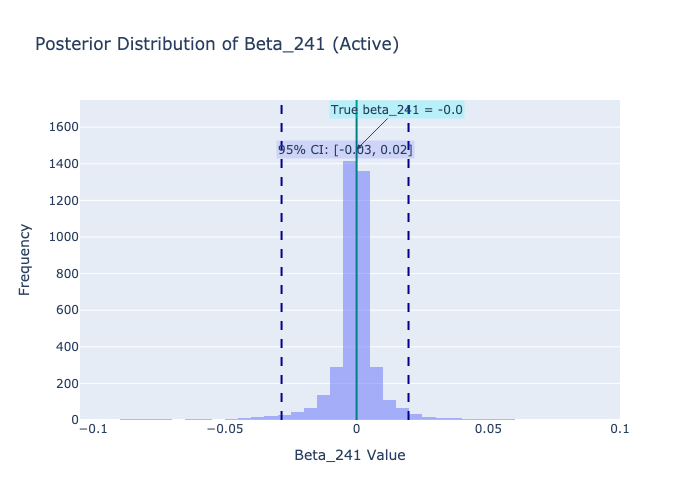 Posterior Distribution of Beta_241 (Active)
True beta_241 = -0.0
95% CI: [-0.03, 0.02]
1600
1400
1200
1000
800
600
400
200
0
Frequency
−0.1
−0.05
0
0.05
0.1
Beta_241 Value